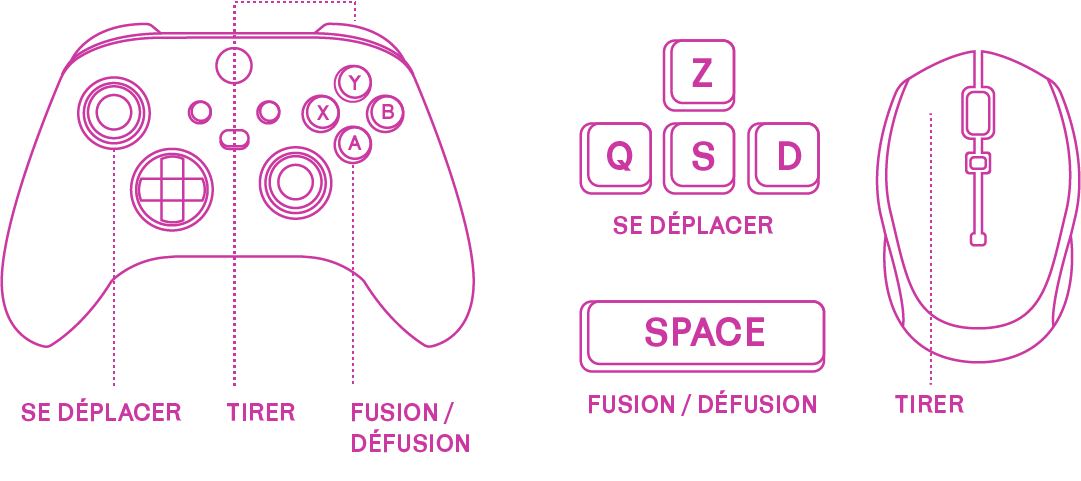 Y
X
B
A
SE DÉPLACER
TIRER
FUSION /
DÉFUSION
Z
Q
S
D
SE DÉPLACER
SPACE
FUSION / DÉFUSION
TIRER